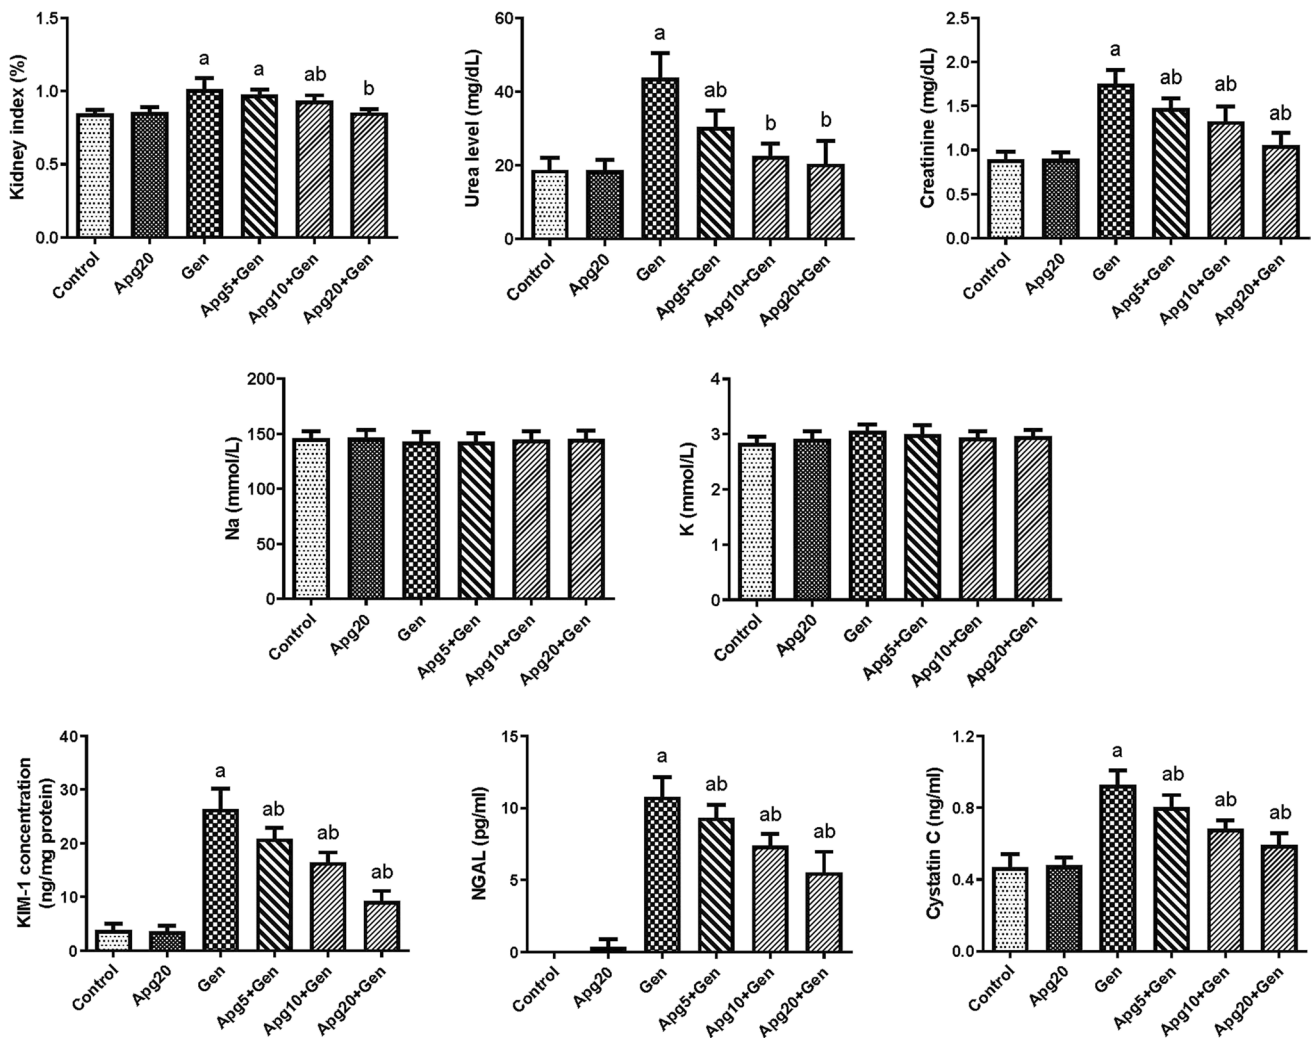 Kidney index (%)
1.5
1.0
0.5
0.0
a
a
ab
b
Control
Apg20
Gen
Apg5+Gen
Apg10+Gen
Apg20+Gen
Urea level (mg/dL)
60
40
20
0
a
ab
b
b
Control
Apg20
Gen
Apg5+Gen
Apg10+Gen
Apg20+Gen
Creatinine (mg/dL)
2.5
2.0
1.5
1.0
0.5
0.0
a
ab
ab
ab
Control
Apg20
Gen
Apg5+Gen
Apg10+Gen
Apg20+Gen
Na (mmol/L)
200
150
100
50
0
Control
Apg20
Gen
Apg5+Gen
Apg10+Gen
Apg20+Gen
K (mmol/L)
4
3
2
1
0
Control
Apg20
Gen
Apg5+Gen
Apg10+Gen
Apg20+Gen
KIM-1 concentration
(ng/mg protein)
40
30
20
10
0
a
ab
ab
ab
Control
Apg20
Gen
Apg5+Gen
Apg10+Gen
Apg20+Gen
NGAL (pg/ml)
15
10
5
0
a
ab
ab
ab
Control
Apg20
Gen
Apg5+Gen
Apg10+Gen
Apg20+Gen
Cystatin C (ng/ml)
1.2
0.8
0.4
0.0
a
ab
ab
ab
Control
Apg20
Gen
Apg5+Gen
Apg10+Gen
Apg20+Gen